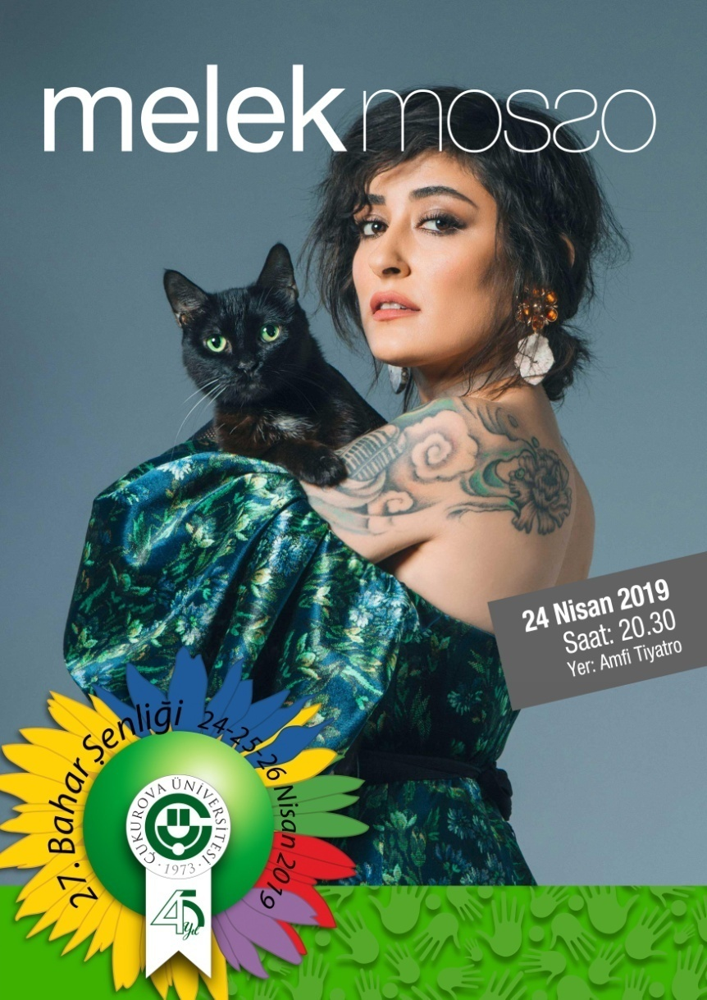 melek mosso
24 Nisan 2019
Saat: 20.30
Yer: Amfi Tiyatro
27. Bahar Şenliği 24-25-26 Nisan 2019
ÇUKUROVA ÜNİVERSİTESİ
· 1973 ·
45
Yıl